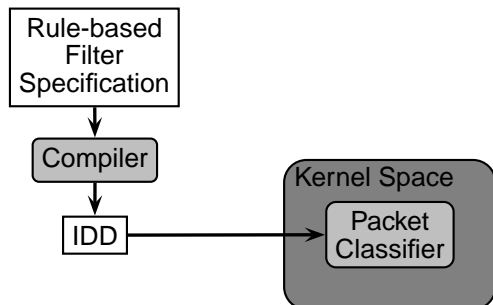 Rule-based
Filter
Specification
Compiler
Kernel Space
IDD
Packet
Classifier